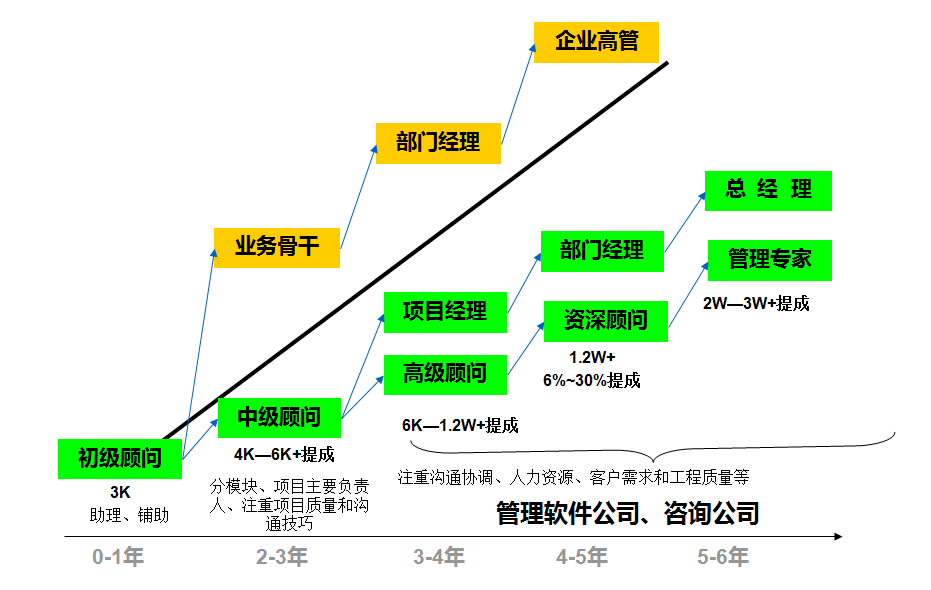 企业高管
部门经理
总 经 理
业务骨干
部门经理
管理专家
2W—3W+提成
项目经理
资深顾问
1.2W+
6%~30%提成
高级顾问
6K—1.2W+提成
中级顾问
4K—6K+提成
初级顾问
3K
助理、铺助
分模块、项目主要负责
人、注重项目质量和沟
通技巧
注重沟通协调、人力资源、客户需求和工程质量等
管理软件公司、咨询公司
0-1年
2-3年
3-4年
4-5年
5-6年